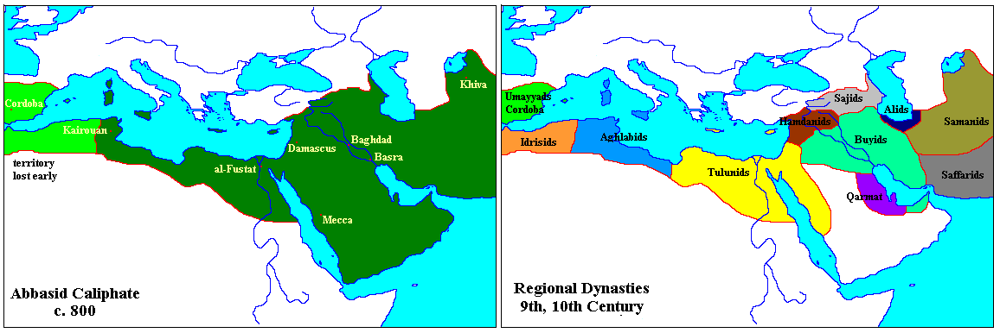 Cordoba
Kairouan
territory
lost early
Khiva
Baghdad
Damascus
Basra
al-Fustat
Mecca
Abbasid Caliphate
c. 800
Umayyads
Cordoba
Idrisids
Aghlabids
Tulunids
Sajids
Hamdanids
Alids
Buyids
Samanids
Saffarids
Qarmat
Regional Dynasties
9th, 10th Century